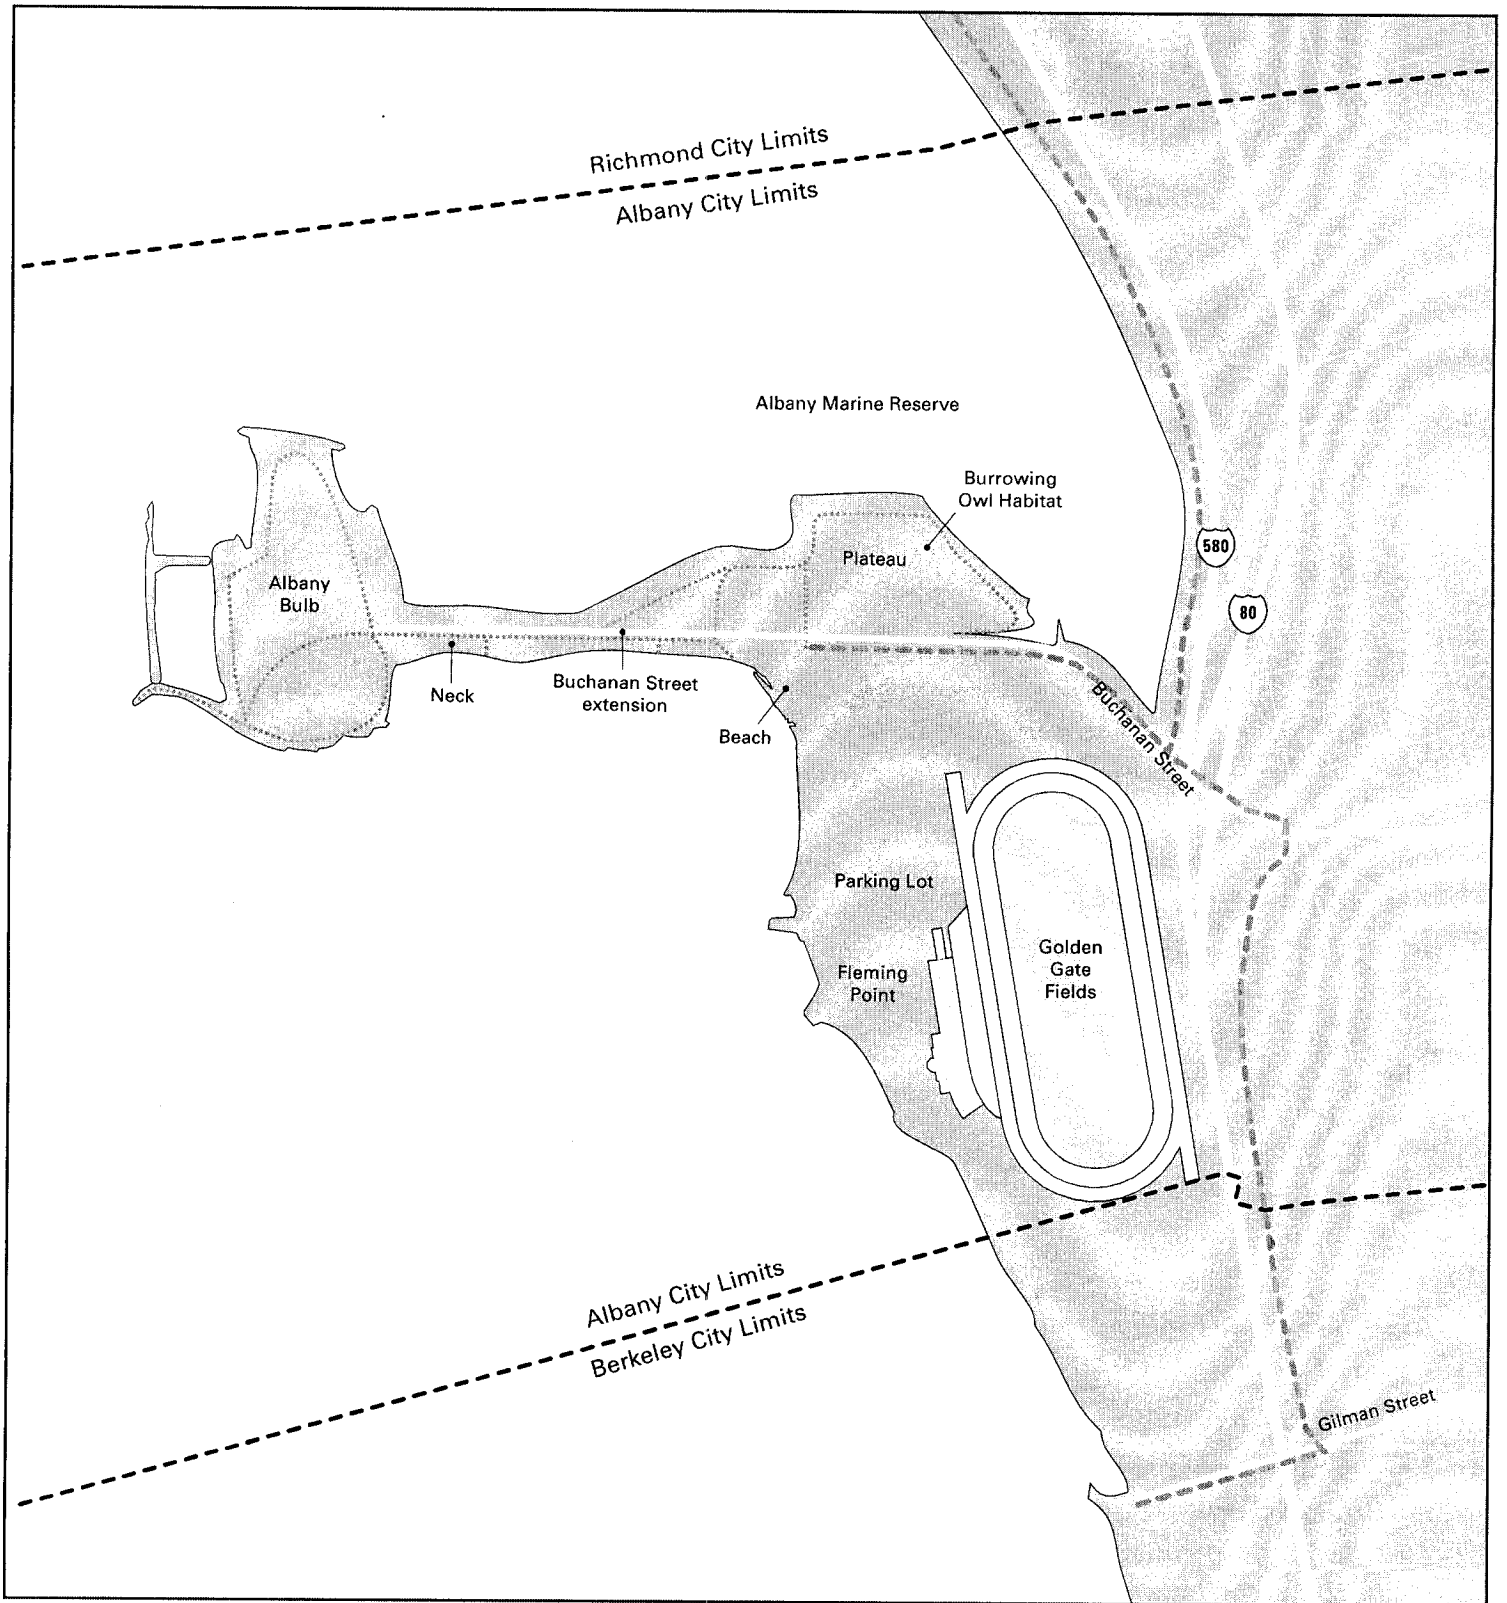 Richmond City Limits
Albany City Limits
Albany Marine Reserve
Burrowing
Owl Habitat
580
Plateau
Albany
Bulb
80
Neck
Buchanan Street
extension
Beach
Buchanan Street
Parking Lot
Golden
Gate
Fields
Fleming
Point
Albany City Limits
Berkeley City Limits
Gilman Street